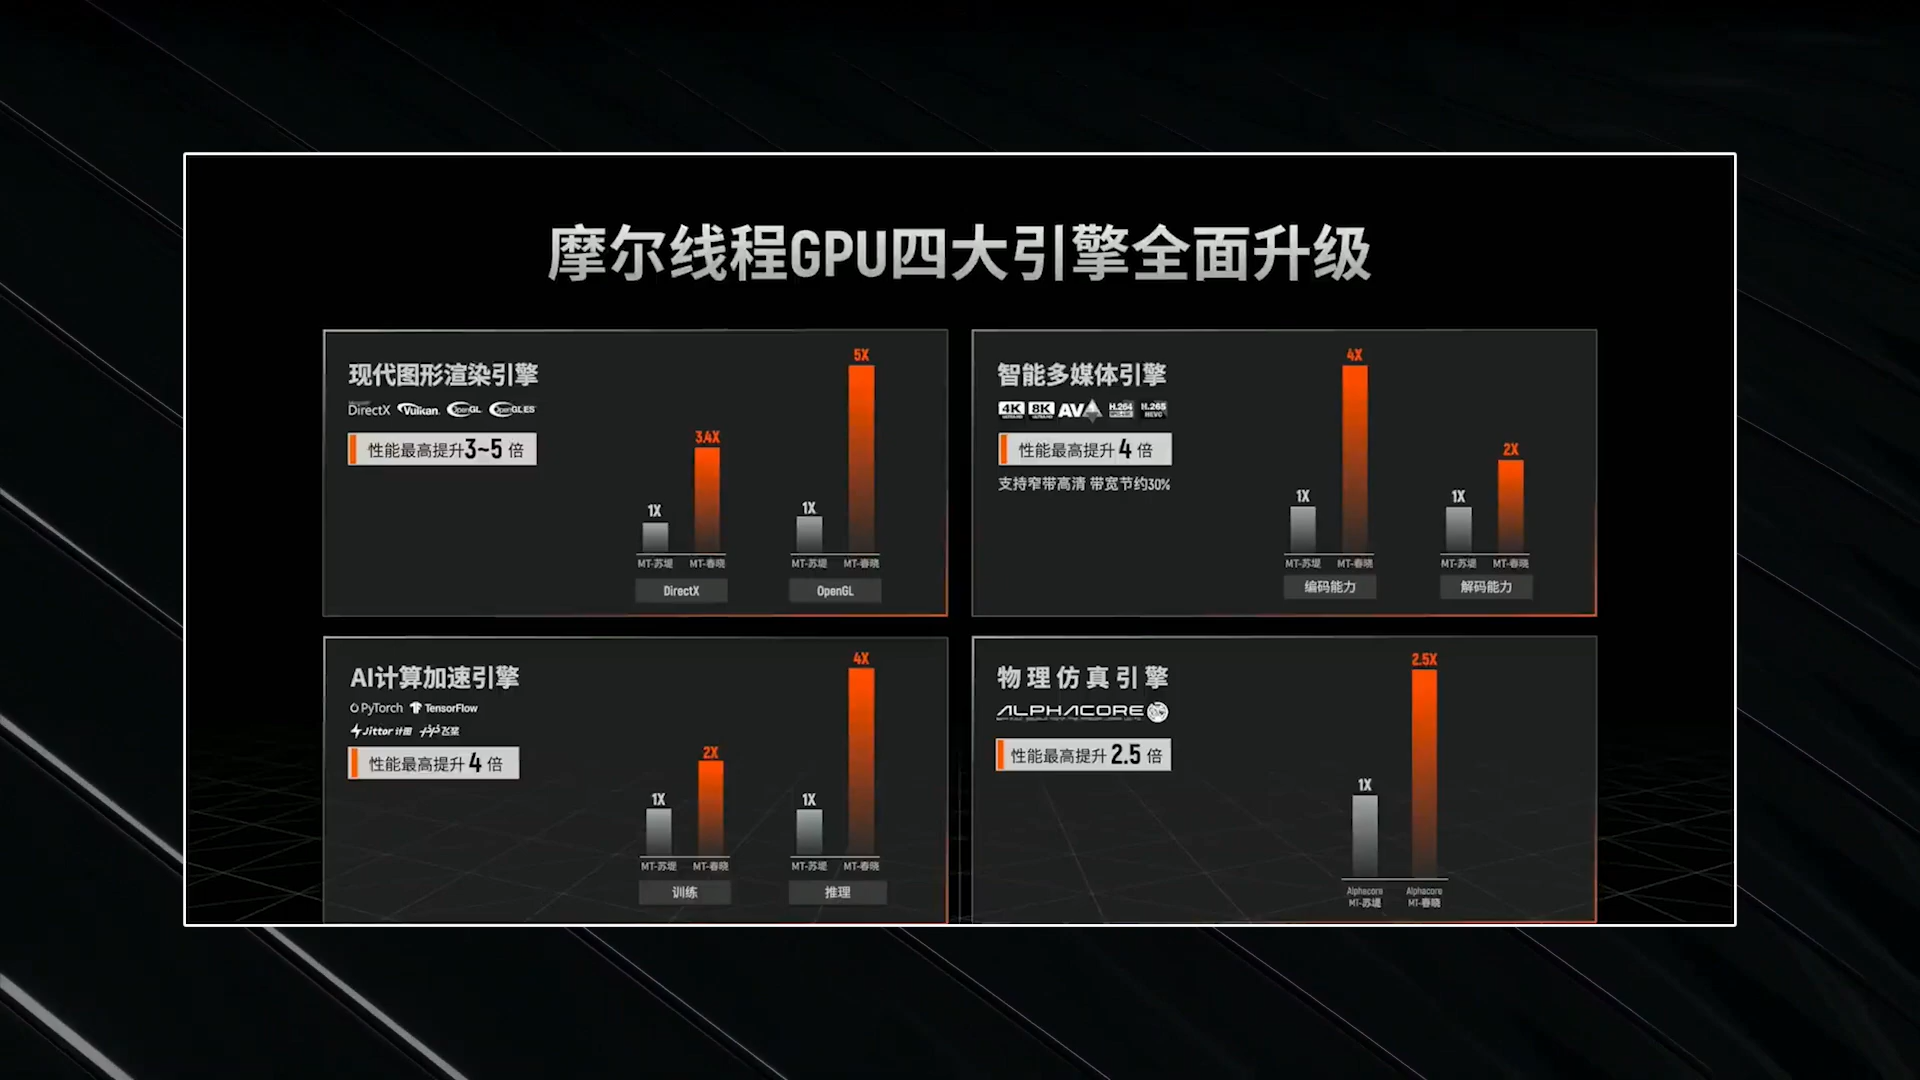 摩尔线程GPU四大引擎全面升级
现代图形渲染引擎
DirectX Vulkan. OpenGL OpenGL ES
性能最高提升3~5 倍
1X
3.4X
1X
5X
MT-苏堤
MT-春晓
MT-苏堤
MT-春晓
DirectX
OpenGL
智能多媒体引擎
4K 8K AV1 H.264 H.265
HEVC
性能最高提升 4 倍
支持窄带高清 带宽节约30%
1X
4X
1X
2X
MT-苏堤
MT-春晓
MT-苏堤
MT-春晓
编码能力
解码能力
AI计算加速引擎
PyTorch TensorFlow
Jittor 计图 飞桨
性能最高提升 4 倍
1X
2X
1X
4X
MT-苏堤
MT-春晓
MT-苏堤
MT-春晓
训练
推理
物理仿真引擎
ALPHACORE
性能最高提升 2.5 倍
1X
2.5X
Alphacore
MT-苏堤
Alphacore
MT-春晓